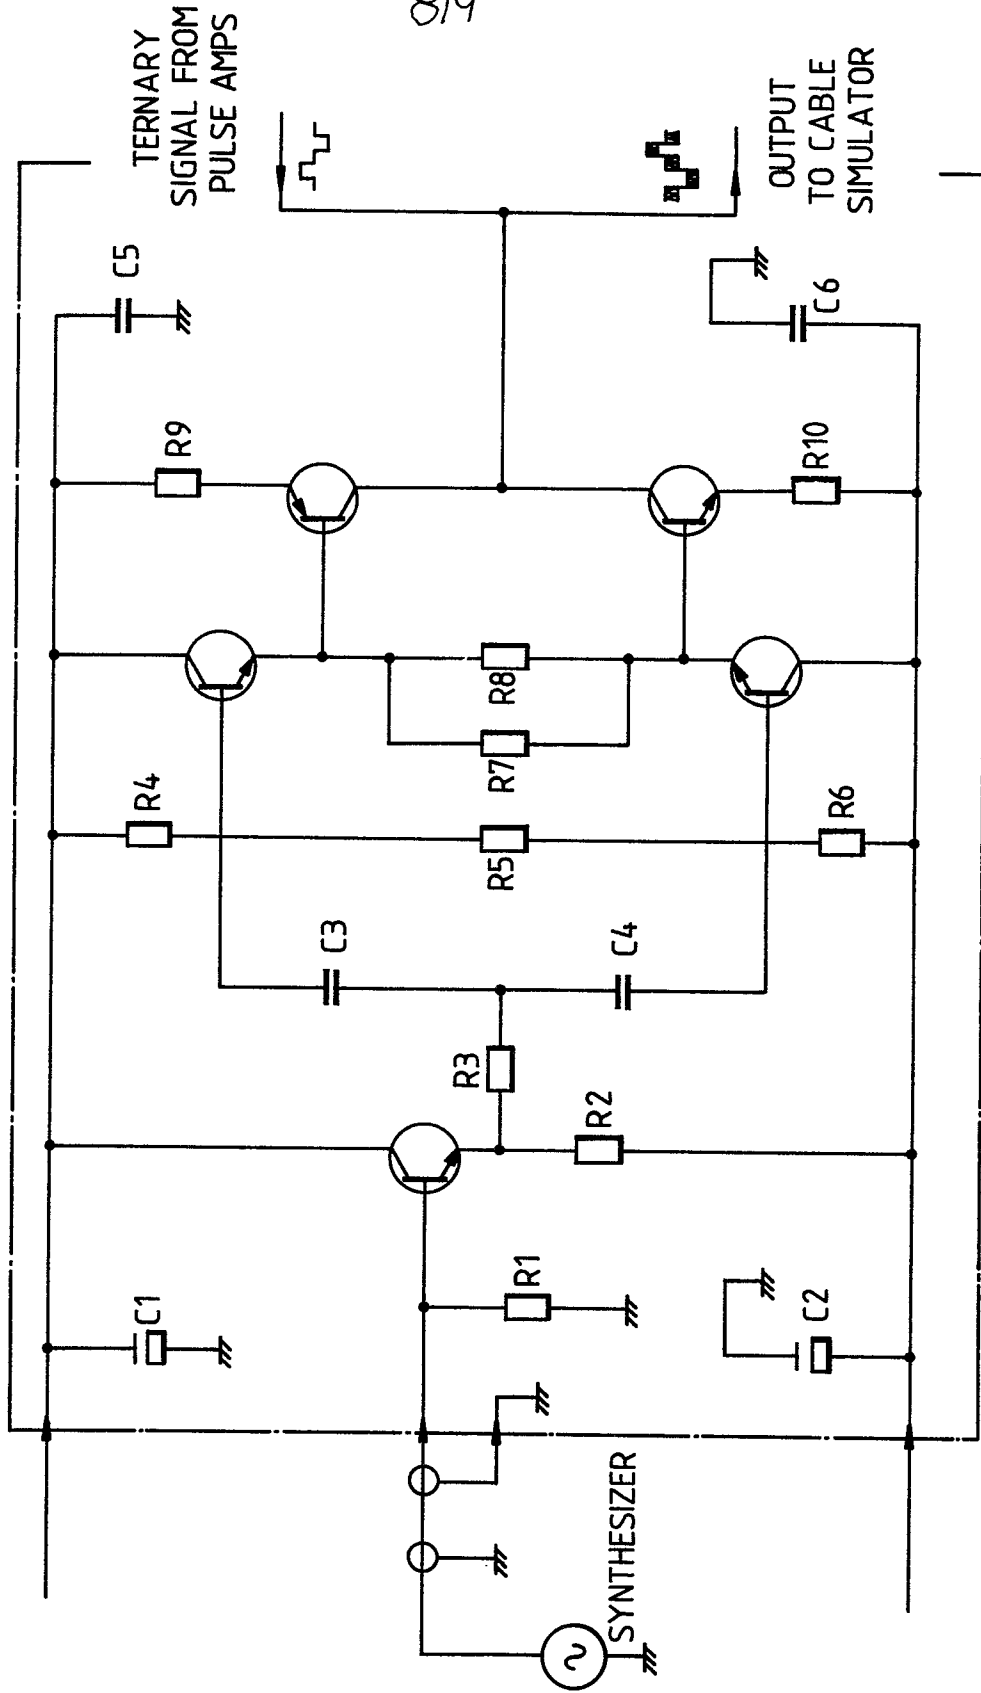 8/9
TERNARY
SIGNAL FROM
PULSE AMPS
OUTPUT
TO CABLE
SIMULATOR
C5
C6
R9
R10
R8
R7
R4
R5
R6
C3
C4
R3
R2
R1
C1
C2
SYNTHESIZER